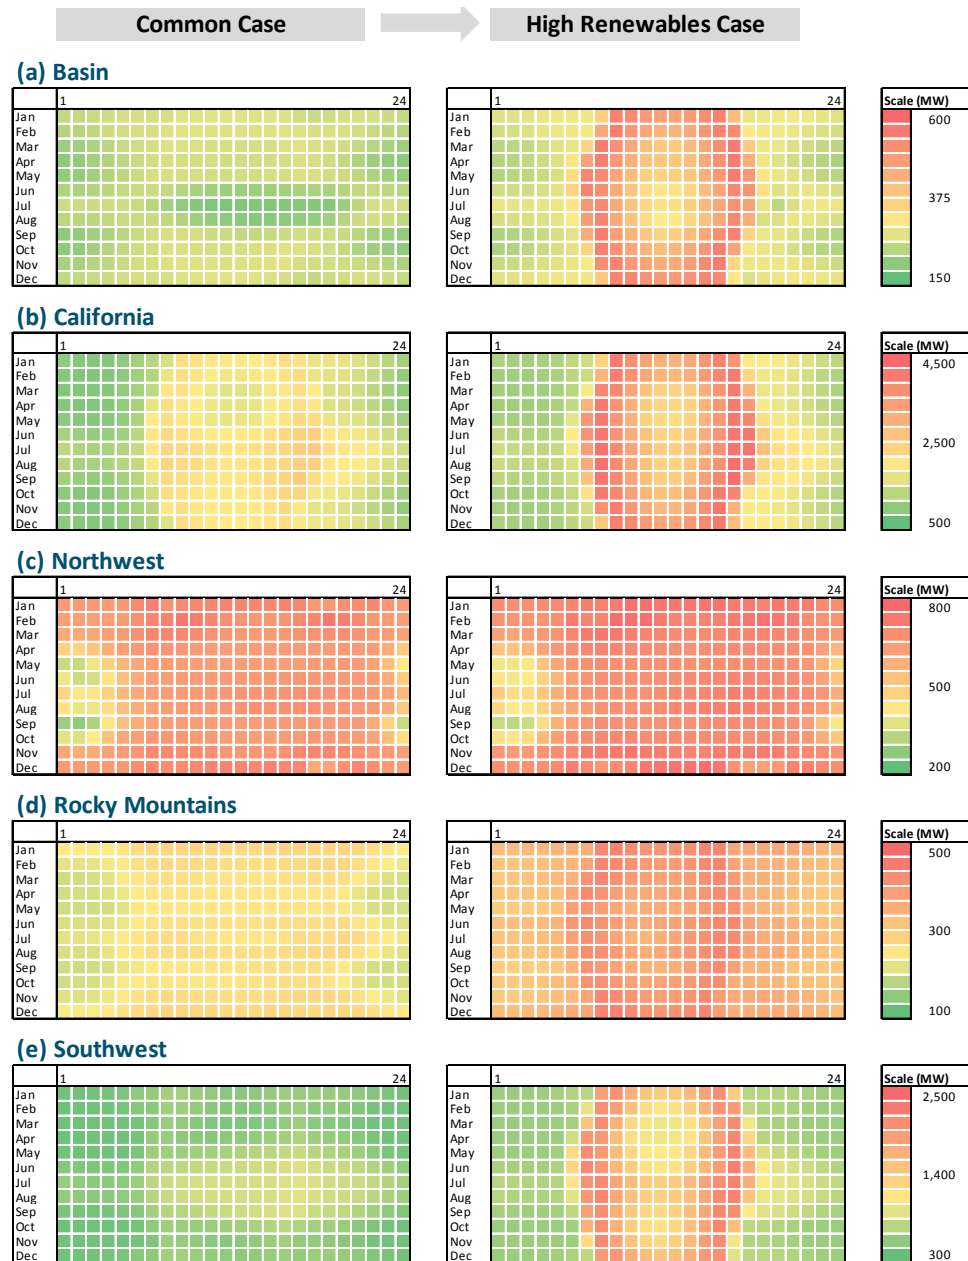 Common Case
High Renewables Case
(a) Basin
1 24
1 24
Scale (MW)
Jan
Feb
Mar
Apr
May
Jun
Jul
Aug
Sep
Oct
Nov
Dec
Jan
Feb
Mar
Apr
May
Jun
Jul
Aug
Sep
Oct
Nov
Dec
600
375
150
(b) California
1 24
1 24
Scale (MW)
Jan
Feb
Mar
Apr
May
Jun
Jul
Aug
Sep
Oct
Nov
Dec
Jan
Feb
Mar
Apr
May
Jun
Jul
Aug
Sep
Oct
Nov
Dec
4,500
2,500
500
(c) Northwest
1 24
1 24
Scale (MW)
Jan
Feb
Mar
Apr
May
Jun
Jul
Aug
Sep
Oct
Nov
Dec
Jan
Feb
Mar
Apr
May
Jun
Jul
Aug
Sep
Oct
Nov
Dec
800
500
200
(d) Rocky Mountains
1 24
1 24
Scale (MW)
Jan
Feb
Mar
Apr
May
Jun
Jul
Aug
Sep
Oct
Nov
Dec
Jan
Feb
Mar
Apr
May
Jun
Jul
Aug
Sep
Oct
Nov
Dec
500
300
100
(e) Southwest
1 24
1 24
Scale (MW)
Jan
Feb
Mar
Apr
May
Jun
Jul
Aug
Sep
Oct
Nov
Dec
Jan
Feb
Mar
Apr
May
Jun
Jul
Aug
Sep
Oct
Nov
Dec
2,500
1,400
300